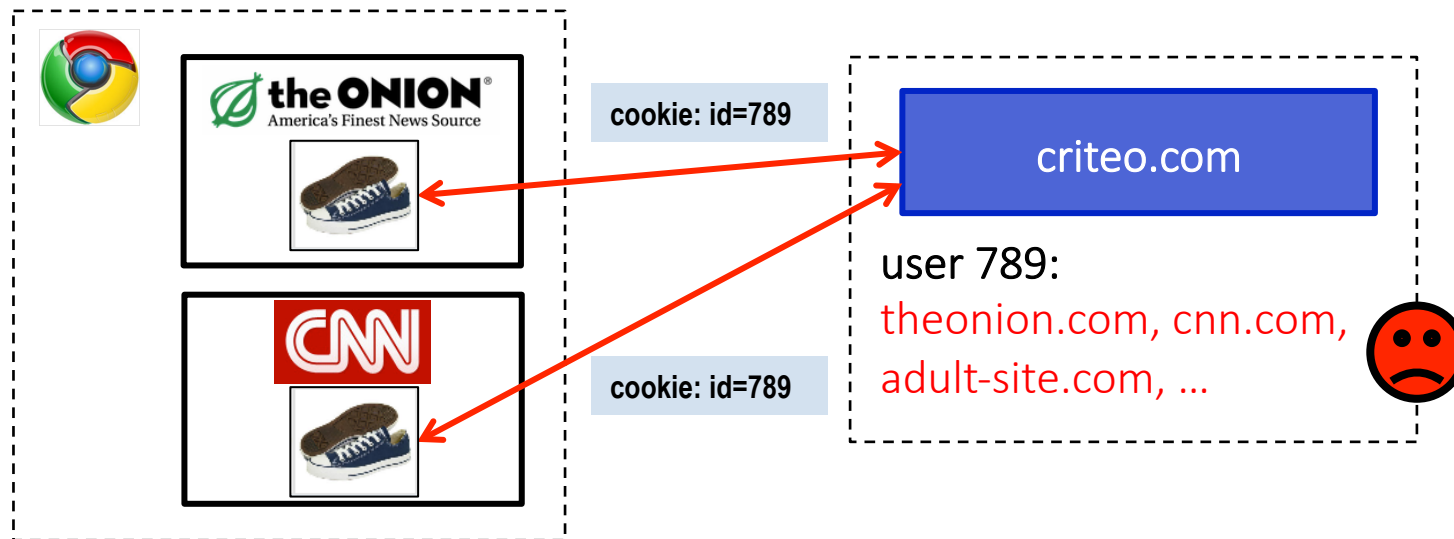 the ONION®
America's Finest News Source
cookie: id=789
criteo.com
user 789:
theonion.com, cnn.com,
adult-site.com, ...
CNN
cookie: id=789